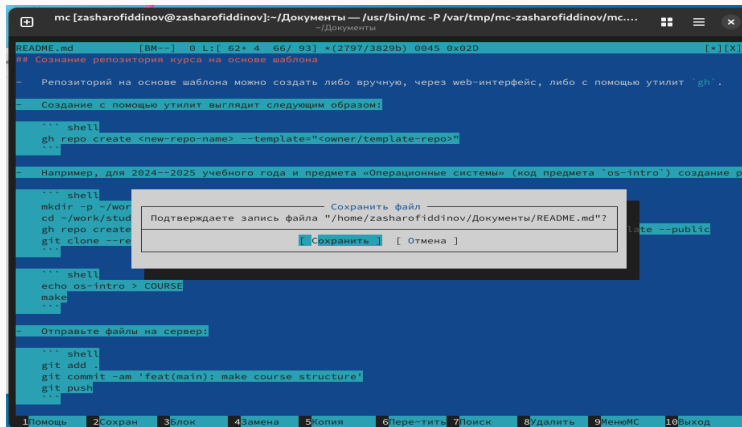 mc [zasharofiddinov@zasharofiddinov]:~/Документы — /usr/bin/mc -P /var/tmp/mc-zasharofiddinov/mc....
~/Документы
README.md [BM--] 0 L:[ 62+ 4 66/ 93] *(2797/3829b) 0045 0x02D [*][X]
## Сознание репозитория курса на основе шаблона
- Репозиторий на основе шаблона можно создать либо вручную, через web-интерфейс, либо с помощью утилит `gh`.
- Создание с помощью утилит выглядит следующим образом:
``` shell
gh repo create <new-repo-name> --template="<owner/template-repo>"
```
- Например, для 2024--2025 учебного года и предмета «Операционные системы» (код предмета `os-intro`) создание р
``` shell
mkdir -p ~/wor
cd ~/work/stud
gh repo create
late --public
git clone --re
```
Сохранить файл
Подтверждаете запись файла "/home/zasharofiddinov/Документы/README.md"?
[ Сохранить ] [ Отмена ]
``` shell
echo os-intro > COURSE
make
```
- Отправьте файлы на сервер:
``` shell
git add .
git commit -am 'feat(main): make course structure'
git push
```
1Помощь 2Сохран 3Блок 4Замена 5Копия 6Пере~тить 7Поиск 8Удалить 9МенюMC 10Выход